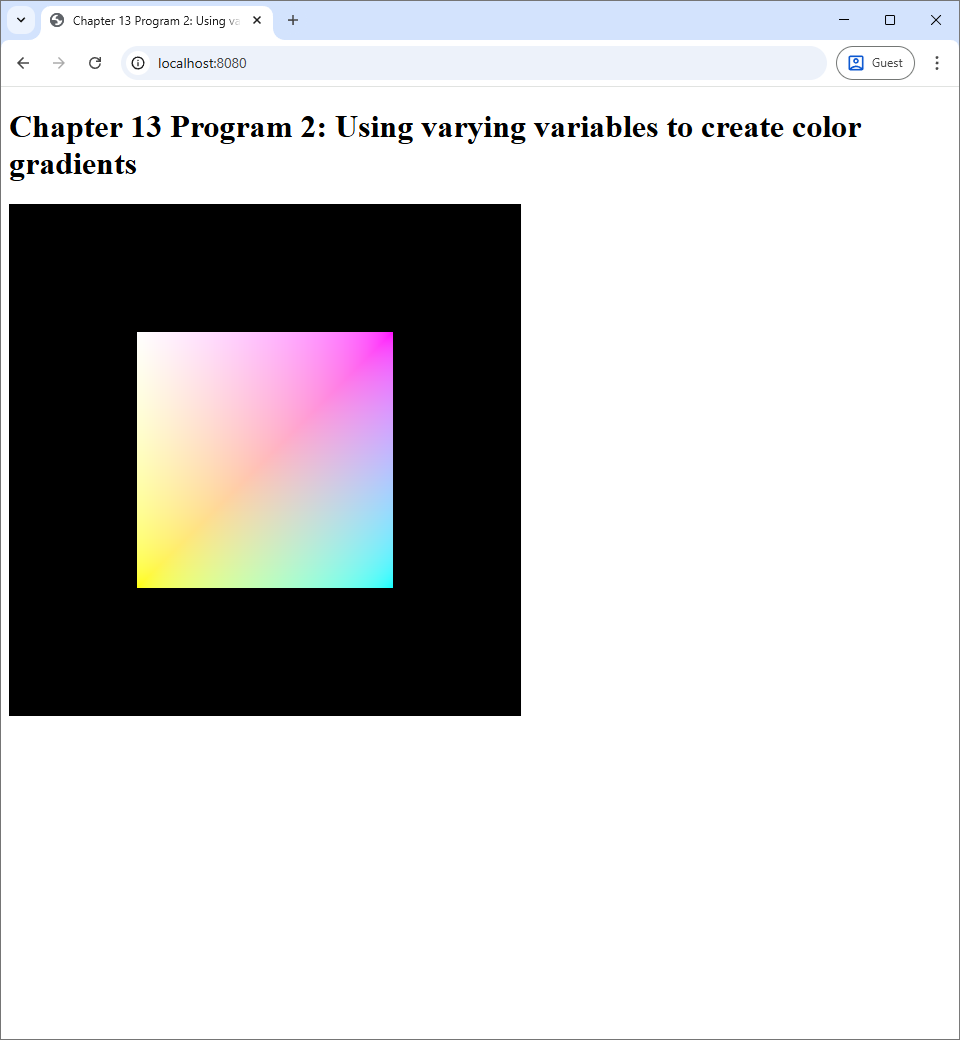 Chapter 13 Program 2: Using va
localhost:8080
Guest
Chapter 13 Program 2: Using varying variables to create color
gradients